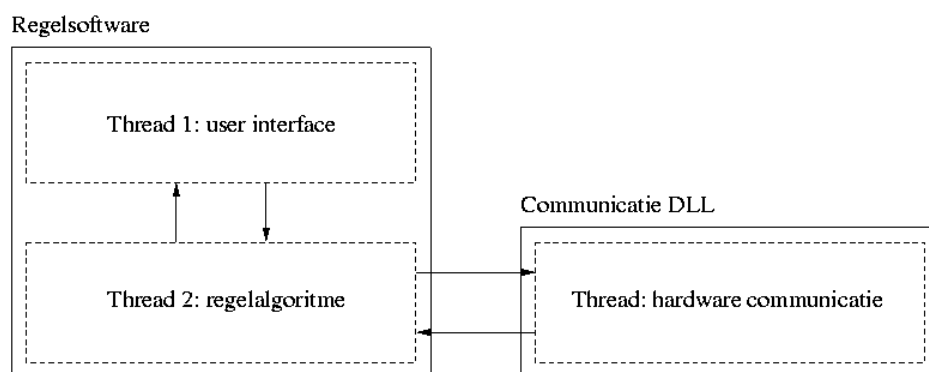 Regelsoftware
Thread 1: user interface
Communicatie DLL
Thread 2: regelalgoritme
Thread: hardware communicatie